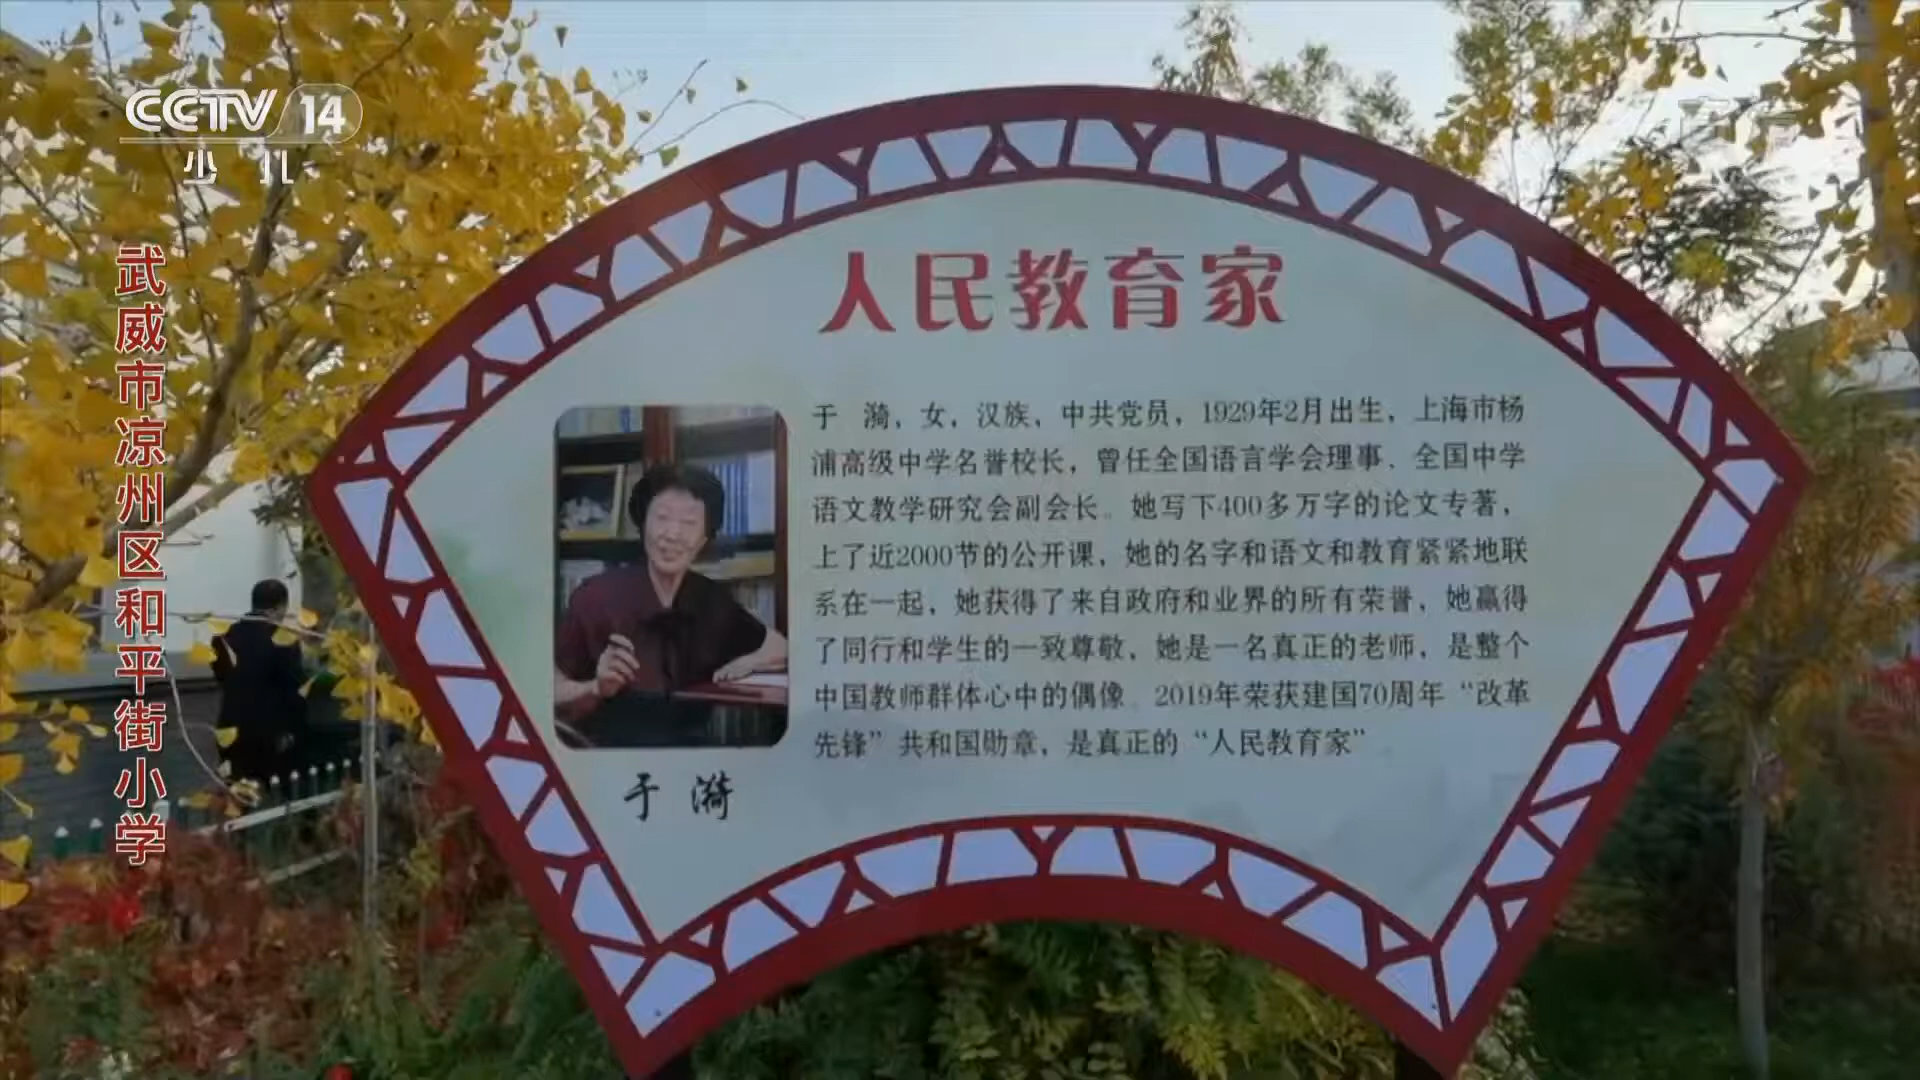 CCTV 14
少儿
武威市凉州区和平街小学
人民教育家
于 漪，女，汉族，中共党员，1929年2月出生，上海市杨
浦高级中学名誉校长，曾任全国语言学会理事、全国中学
语文教学研究会副会长。她写下400多万字的论文专著，
上了近2000节的公开课，她的名字和语文和教育紧紧地联
系在一起，她获得了来自政府和业界的所有荣誉，她赢得
了同行和学生的一致尊敬，她是一名真正的老师，是整个
中国教师群体心中的偶像。2019年荣获建国70周年“改革
先锋”共和国勋章，是真正的“人民教育家”。
于 漪